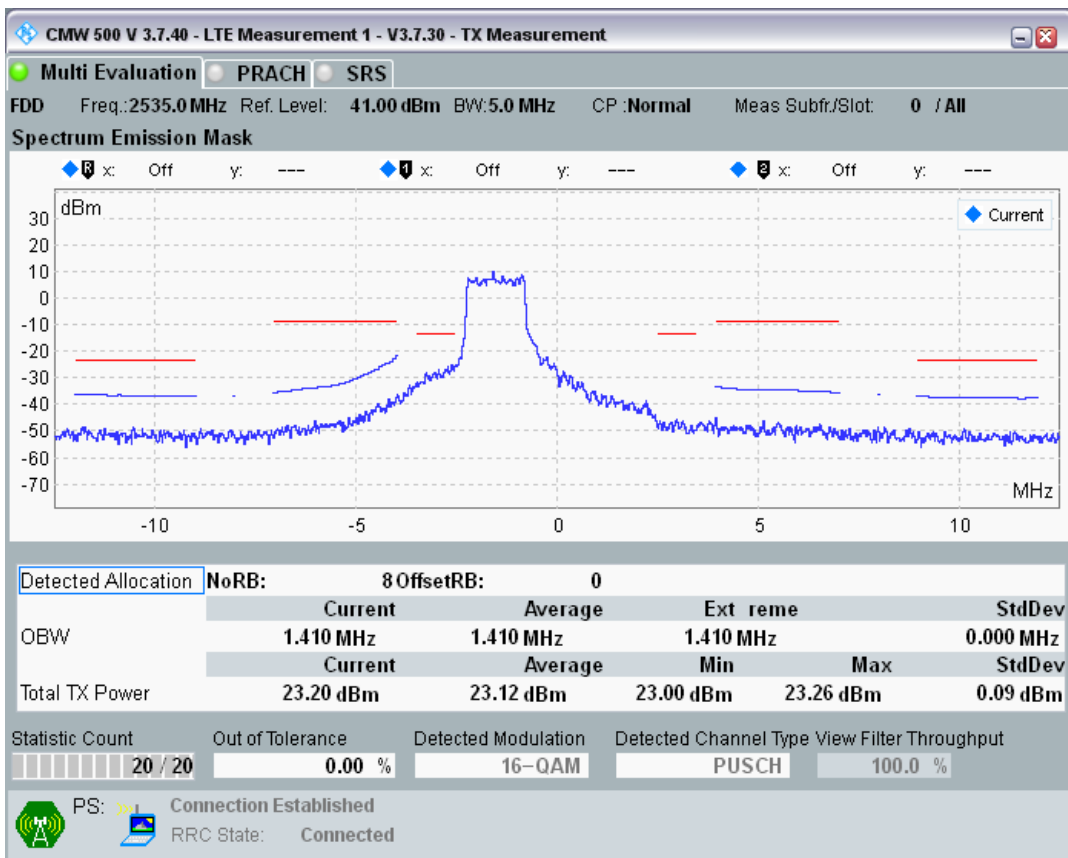 CMW 500 V 3.7.40 - LTE Measurement 1 - V3.7.30 - TX Measurement
Multi Evaluation PRACH SRS
FDD Freq.:2535.0 MHz Ref. Level: 41.00 dBm BW:5.0 MHz CP :Normal Meas Subfr./Slot: 0 / All
Spectrum Emission Mask
R x: Off y: --- 1 x: Off y: --- 2 x: Off y: ---
dBm
Current
30
20
10
0
-10
-20
-30
-40
-50
-60
-70
MHz
-10 -5 0 5 10
Detected Allocation NoRB: 8 OffsetRB: 0
Current Average Ext reme StdDev
OBW 1.410 MHz 1.410 MHz 1.410 MHz 0.000 MHz
Current Average Min Max StdDev
Total TX Power 23.20 dBm 23.12 dBm 23.00 dBm 23.26 dBm 0.09 dBm
Statistic Count Out of Tolerance Detected Modulation Detected Channel Type View Filter Throughput
20 / 20 0.00 % 16-QAM PUSCH 100.0 %
PS: Connection Established
RRC State: Connected